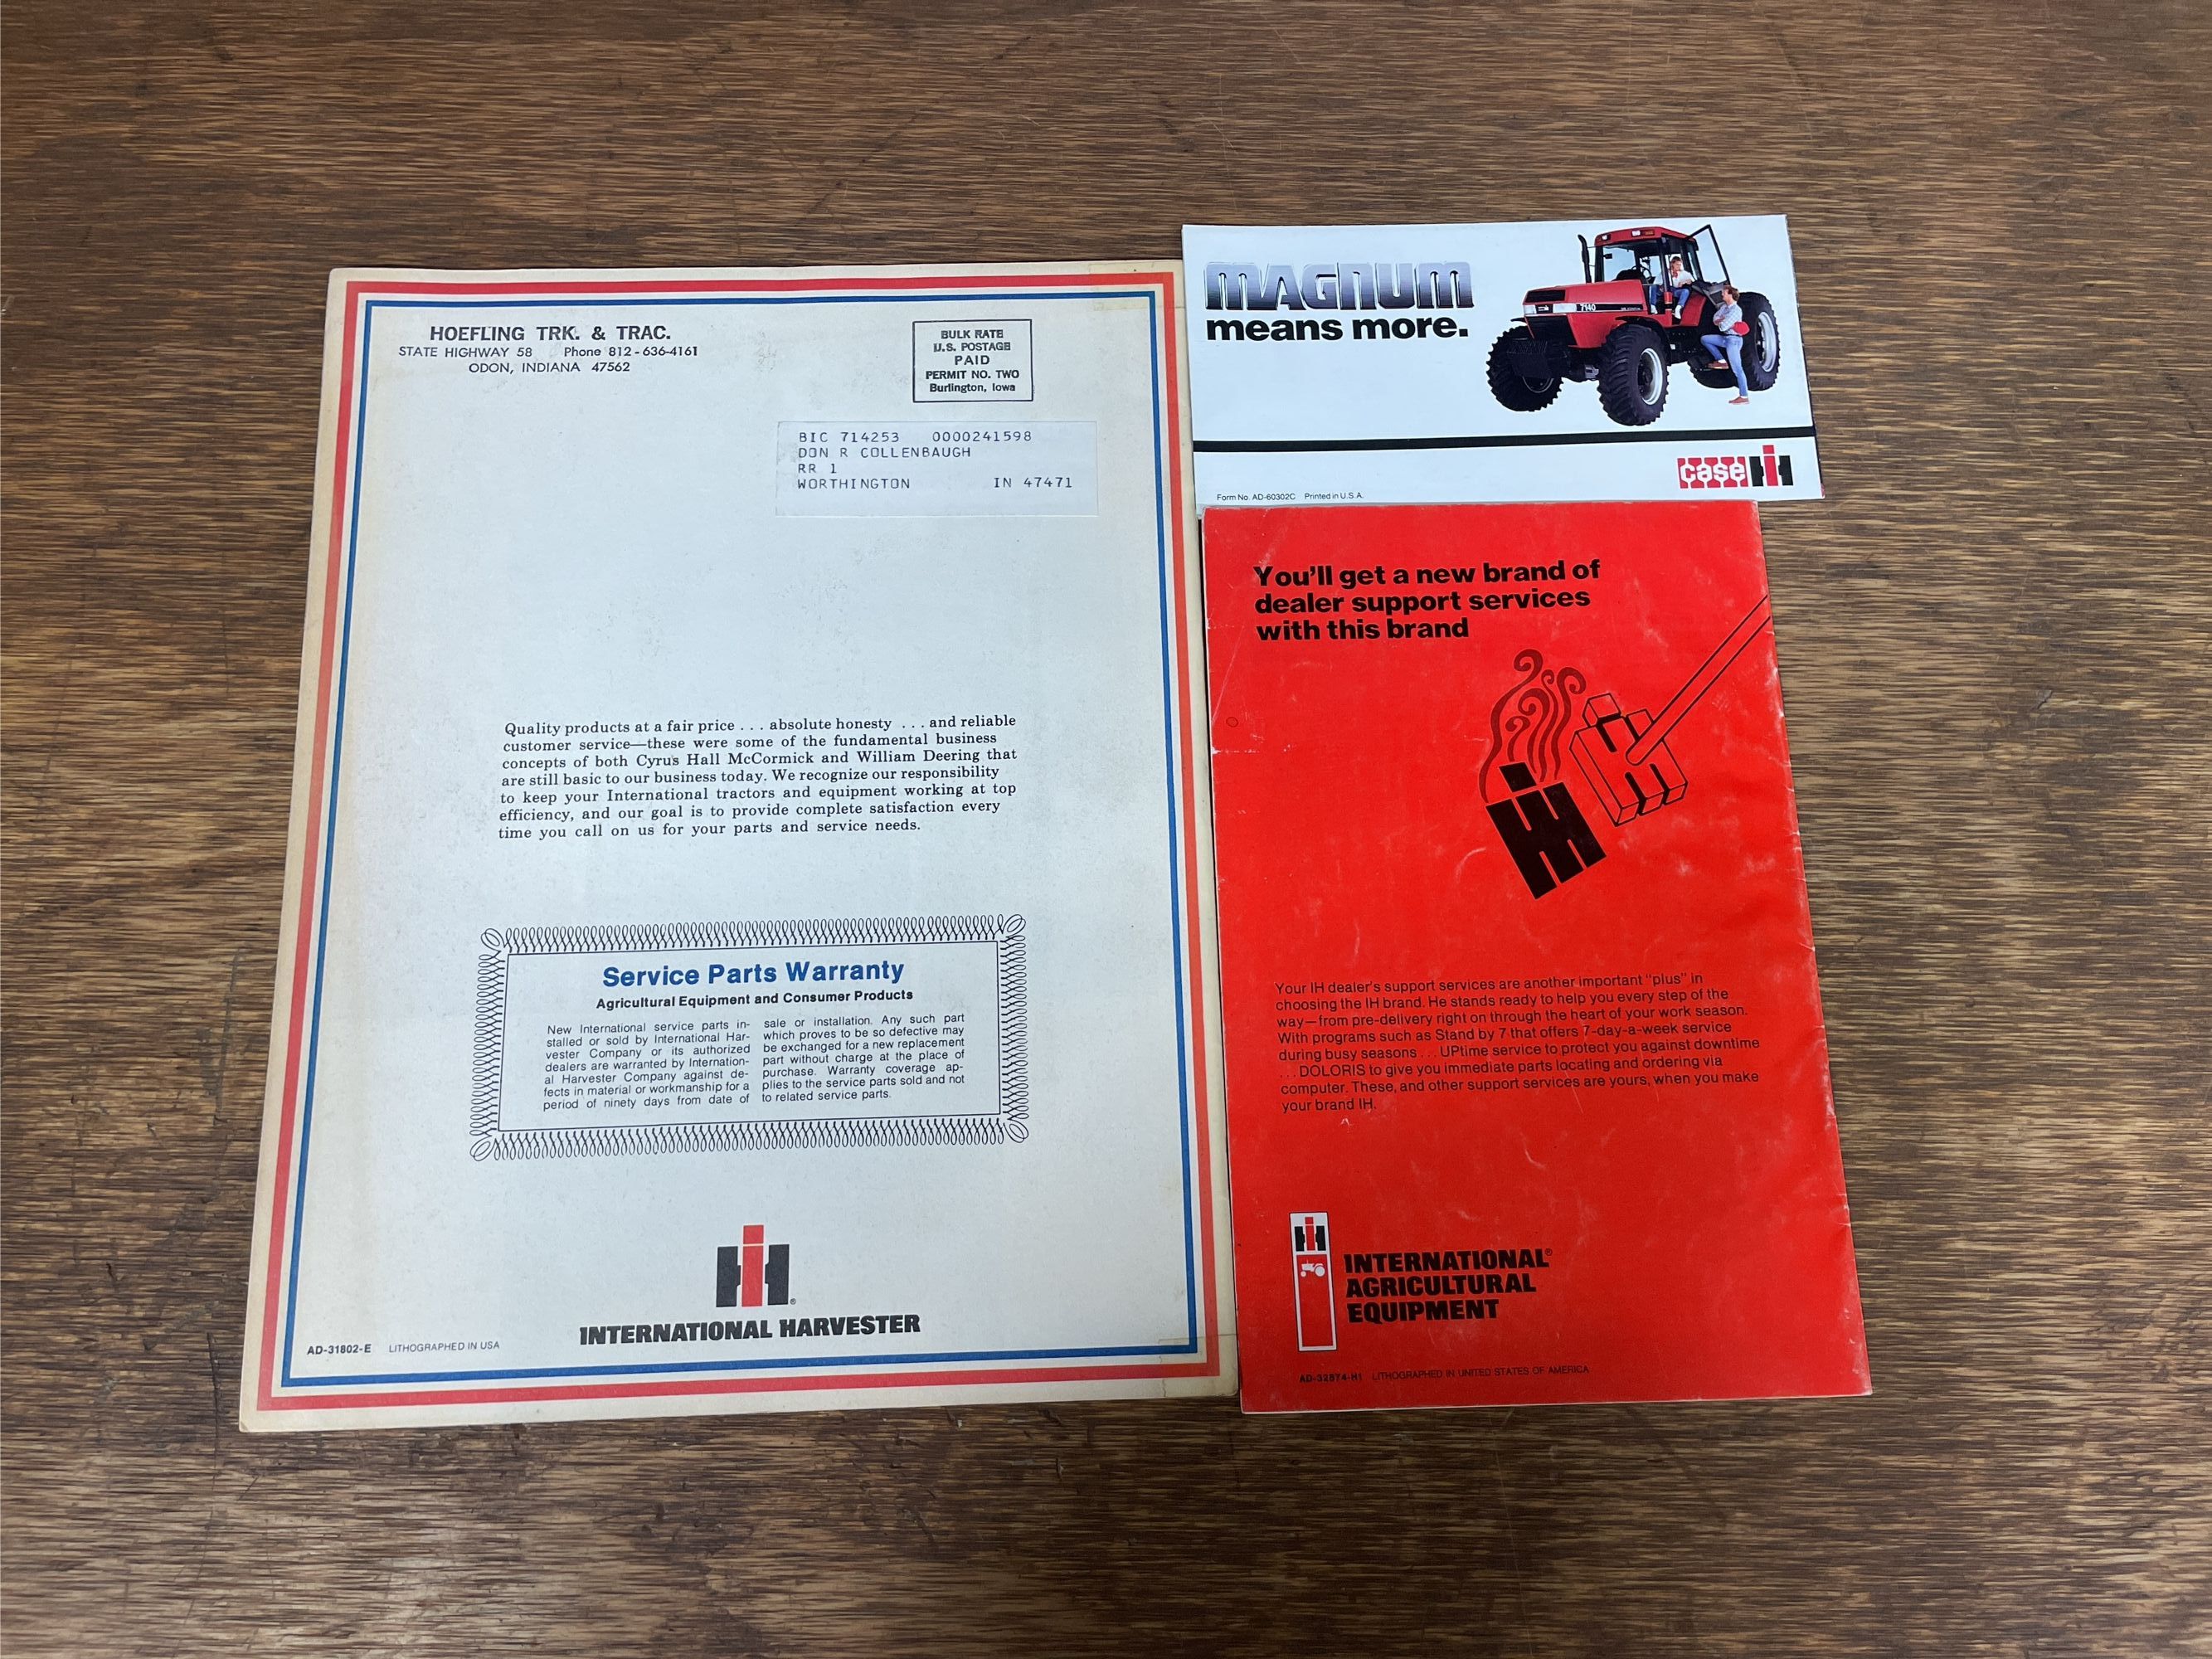 HOEFLING TRK. & TRAC.
STATE HIGHWAY 58 Phone 812-636-4161
ODON, INDIANA 47562
BULK RATE
U.S. POSTAGE
PAID
PERMIT NO. TWO
Burlington, Iowa
BIC 714253 0000241598
DON R COLLENBAUGH
RR 1
WORTHINGTON IN 47471
Quality products at a fair price . . . absolute honesty . . . and reliable
customer service—these were some of the fundamental business
concepts of both Cyrus Hall McCormick and William Deering that
are still basic to our business today. We recognize our responsibility
to keep your International tractors and equipment working at top
efficiency, and our goal is to provide complete satisfaction every
time you call on us for your parts and service needs.
Service Parts Warranty
Agricultural Equipment and Consumer Products
New International service parts in-
stalled or sold by International Har-
vester Company or its authorized
dealers are warranted by Internation-
al Harvester Company against de-
fects in material or workmanship for a
period of ninety days from date of
sale or installation. Any such part
which proves to be so defective may
be exchanged for a new replacement
part without charge at the place of
purchase. Warranty coverage ap-
plies to the service parts sold and not
to related service parts.
IH
INTERNATIONAL HARVESTER
AD-31802-E LITHOGRAPHED IN USA
MAGNUM
means more.
7140
case IH
Form No. AD-60302C Printed in U.S.A.
You'll get a new brand of
dealer support services
with this brand
IH
Your IH dealer's support services are another important "plus" in
choosing the IH brand. He stands ready to help you every step of the
way—from pre-delivery right on through the heart of your work season.
With programs such as Stand by 7 that offers 7-day-a-week service
during busy seasons . . . UPtime service to protect you against downtime
. . . DOLORIS to give you immediate parts locating and ordering via
computer. These, and other support services are yours, when you make
your brand IH.
IH
INTERNATIONAL®
AGRICULTURAL
EQUIPMENT
AD-32874-H1 LITHOGRAPHED IN UNITED STATES OF AMERICA